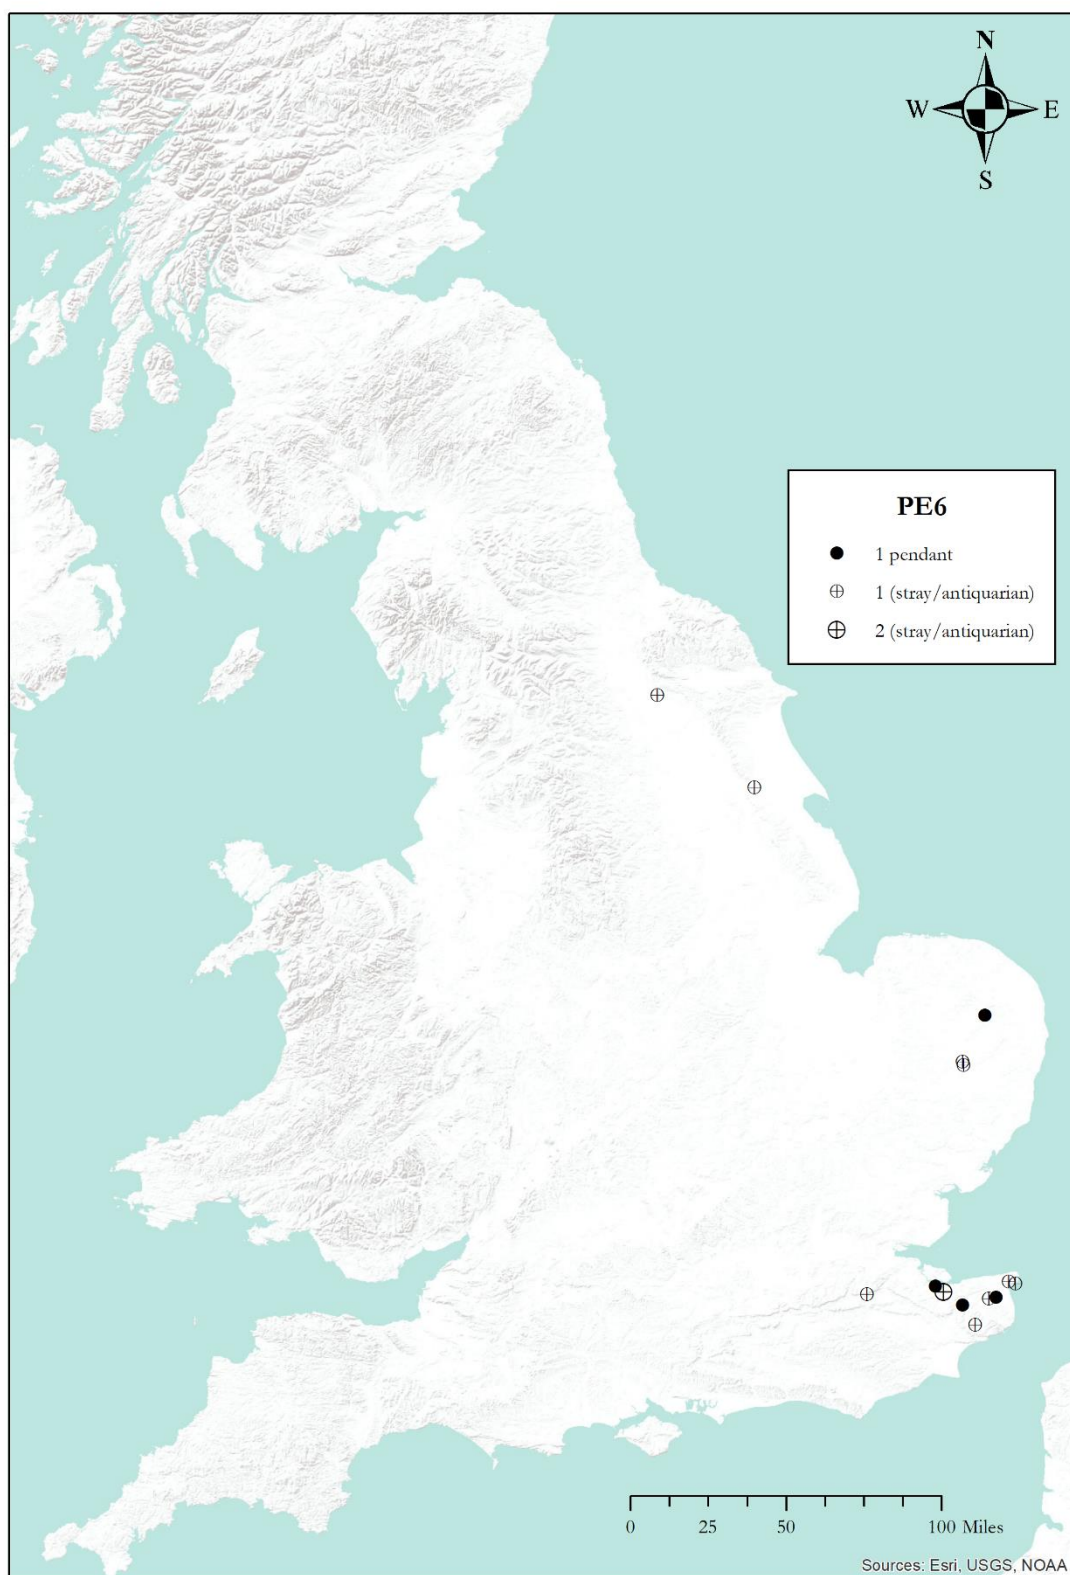 N
W E
S
PE6
1 pendant
1 (stray/antiquarian)
2 (stray/antiquarian)
0 25 50 100 Miles
Sources: Esri, USGS, NOAA